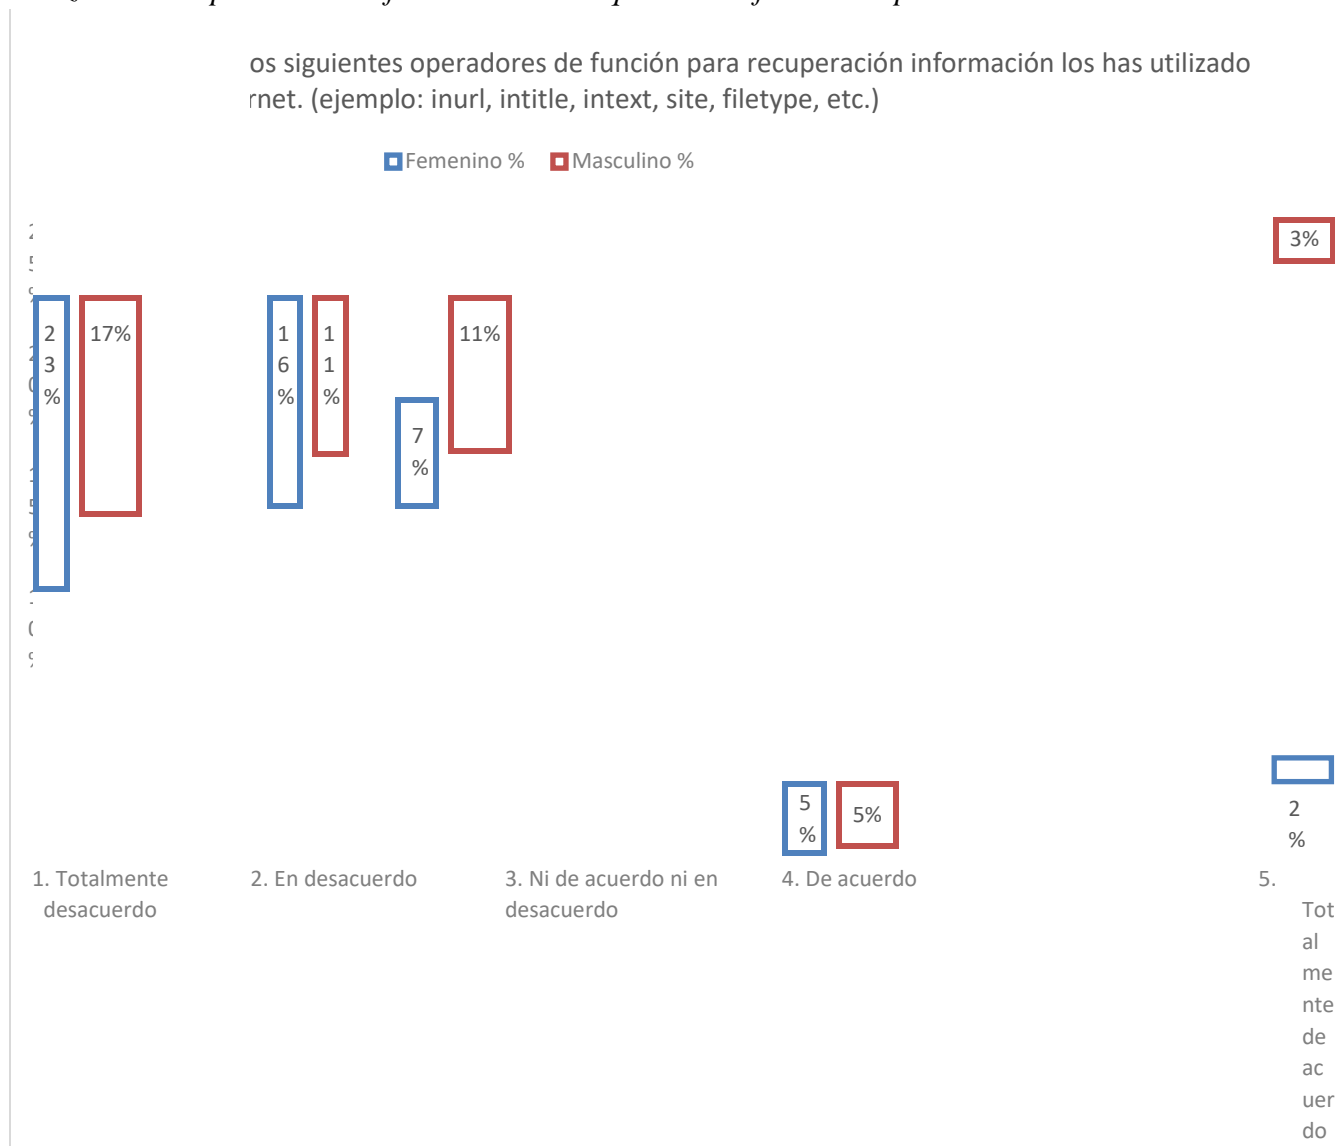 os siguientes operadores de función para recuperación información los has utilizado
rnet. (ejemplo: inurl, intitle, intext, site, filetype, etc.)
Femenino % Masculino %
3%
2
3
%
17%
1
6
%
1
1
%
11%
7
%
5
%
5%
2
%
1. Totalmente
desacuerdo
2. En desacuerdo
3. Ni de acuerdo ni en
desacuerdo
4. De acuerdo
5.
Tot
al
me
nte
de
ac
uer
do